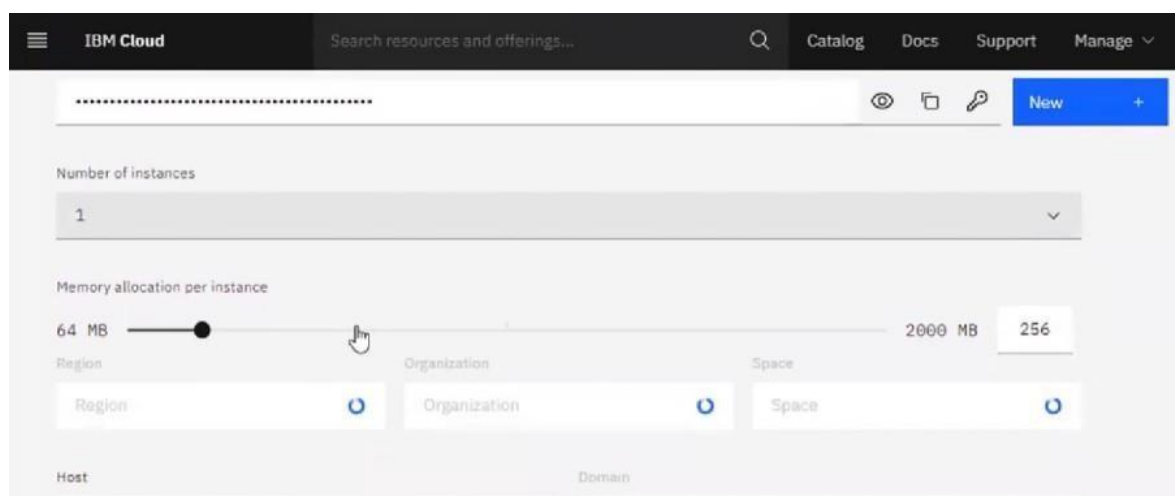 IBM Cloud Search resources and offerings... Catalog Docs Support Manage
New +
Number of instances
1
Memory allocation per instance
64 MB 2000 MB 256
Region Organization Space
Region Organization Space
Host Domain